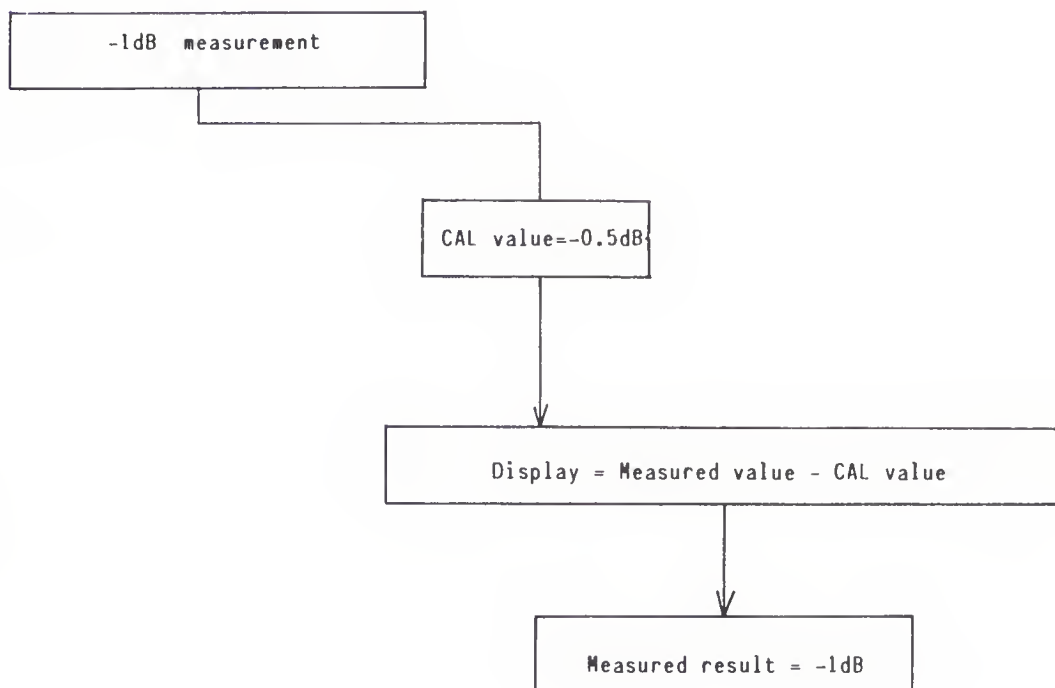 -1dB measurement
CAL value=-0.5dB
Display = Measured value - CAL value
Measured result = -1dB